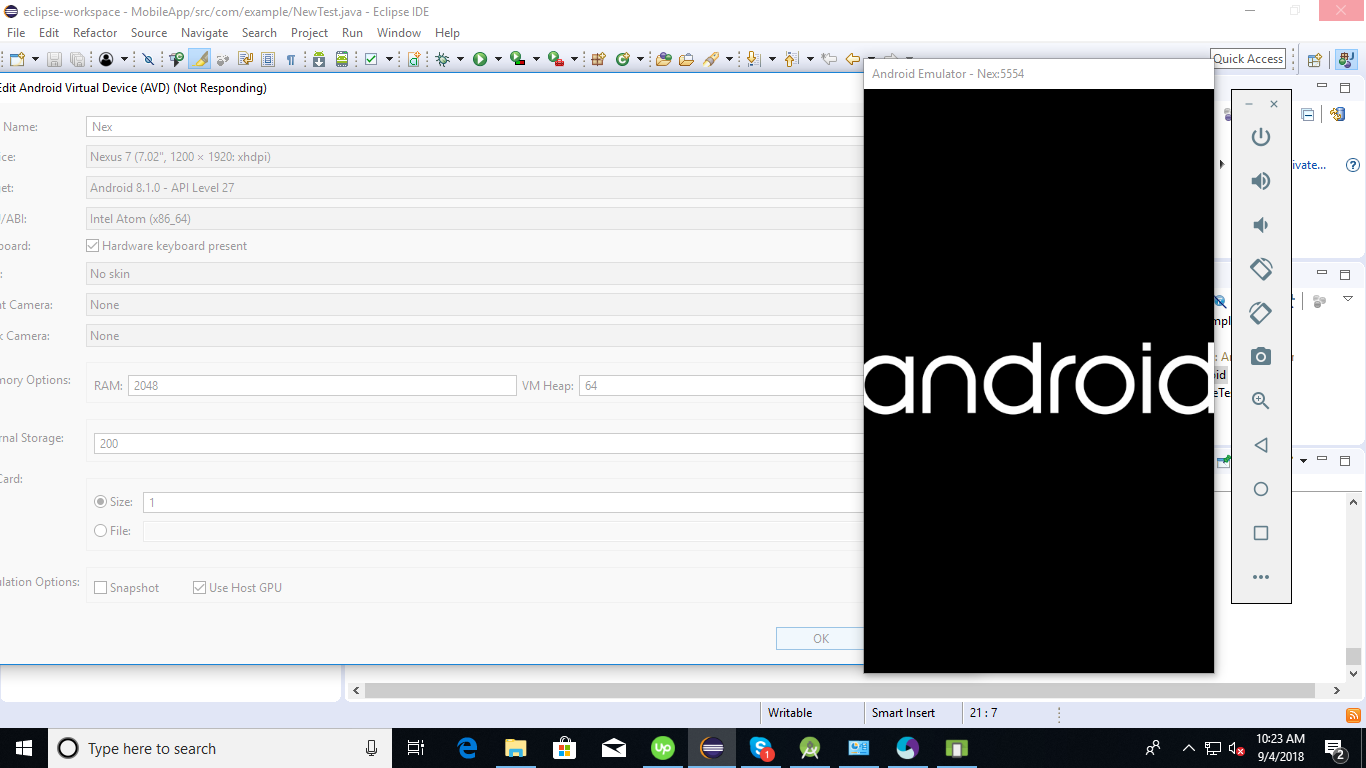 eclipse-workspace - MobileApp/src/com/example/NewTest.java - Eclipse IDE
File Edit Refactor Source Navigate Search Project Run Window Help
Quick Access
Edit Android Virtual Device (AVD) (Not Responding)
Android Emulator - Nex:5554
Name: Nex
ice: Nexus 7 (7.02", 1200 × 1920: xhdpi)
ivate...
et: Android 8.1.0 - API Level 27
/ABI: Intel Atom (x86_64)
board: Hardware keyboard present
: No skin
t Camera: None
mpl
k Camera: None
: A
r
mory Options: RAM: 2048 VM Heap: 64
android
id
eTe
rnal Storage: 200
Card:
Size: 1
File:
lation Options: Snapshot Use Host GPU
OK
Writable Smart Insert 21 : 7
Type here to search
up
1
10:23 AM
9/4/2018
2